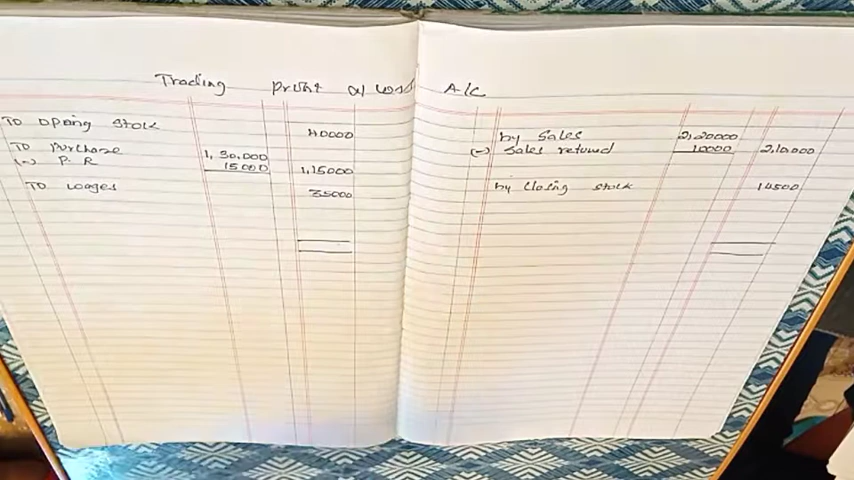 Trading Profit & Loss A/c
To Opening Stock 40000
To Purchase 1,30,000
(-) P.R 15000 1,15000
To wages 35000
by Sales 2,20000
(-) Sales returned 10000 2,10000
by Closing stock 14500